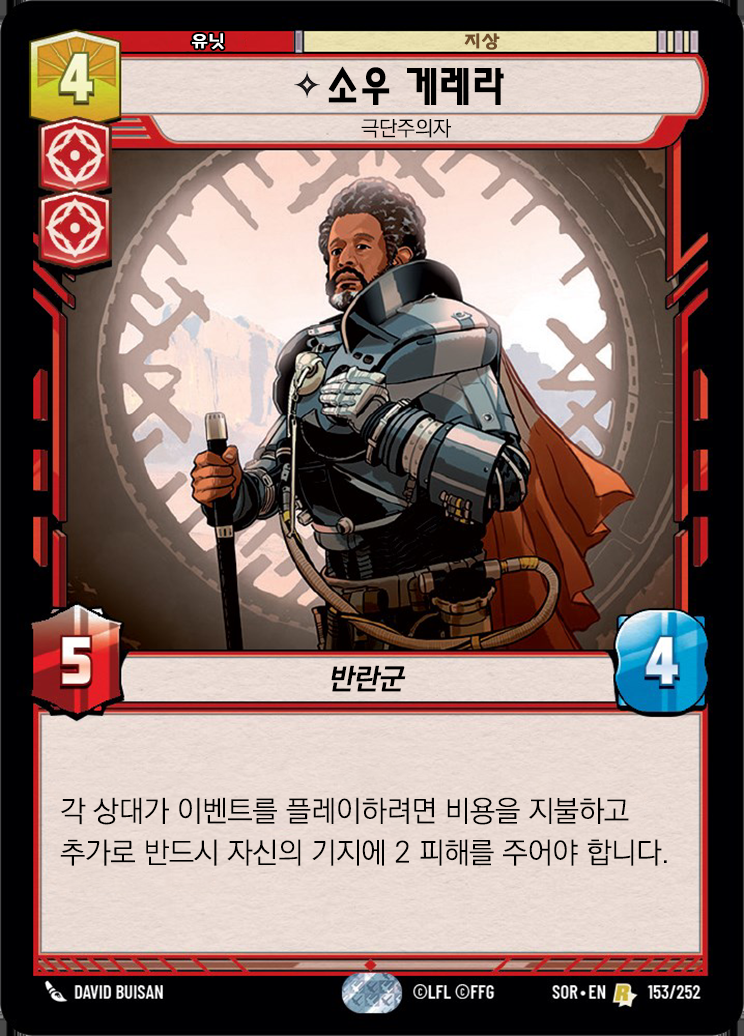 유닛
지상
4
소우 게레라
극단주의자
5
반란군
4
각 상대가 이벤트를 플레이하려면 비용을 지불하고
추가로 반드시 자신의 기지에 2 피해를 주어야 합니다.
DAVID BUISAN
©LFL ©FFG
SOR • EN R 153/252